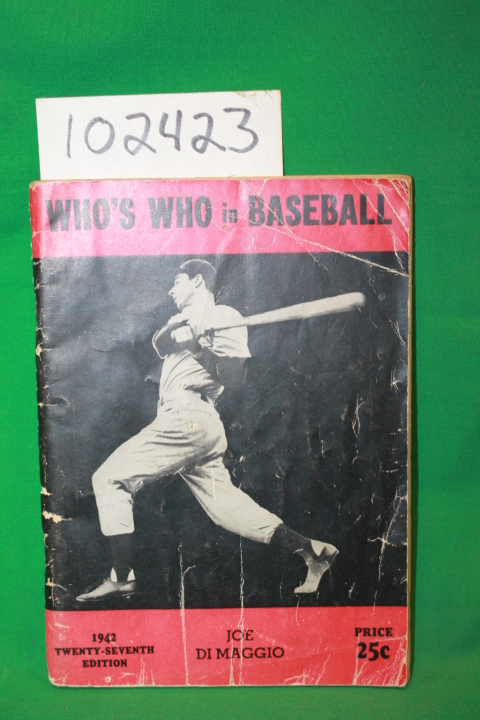 102423
WHO'S WHO in BASEBALL
1942
TWENTY-SEVENTH
EDITION
JOE
DI MAGGIO
PRICE
25c